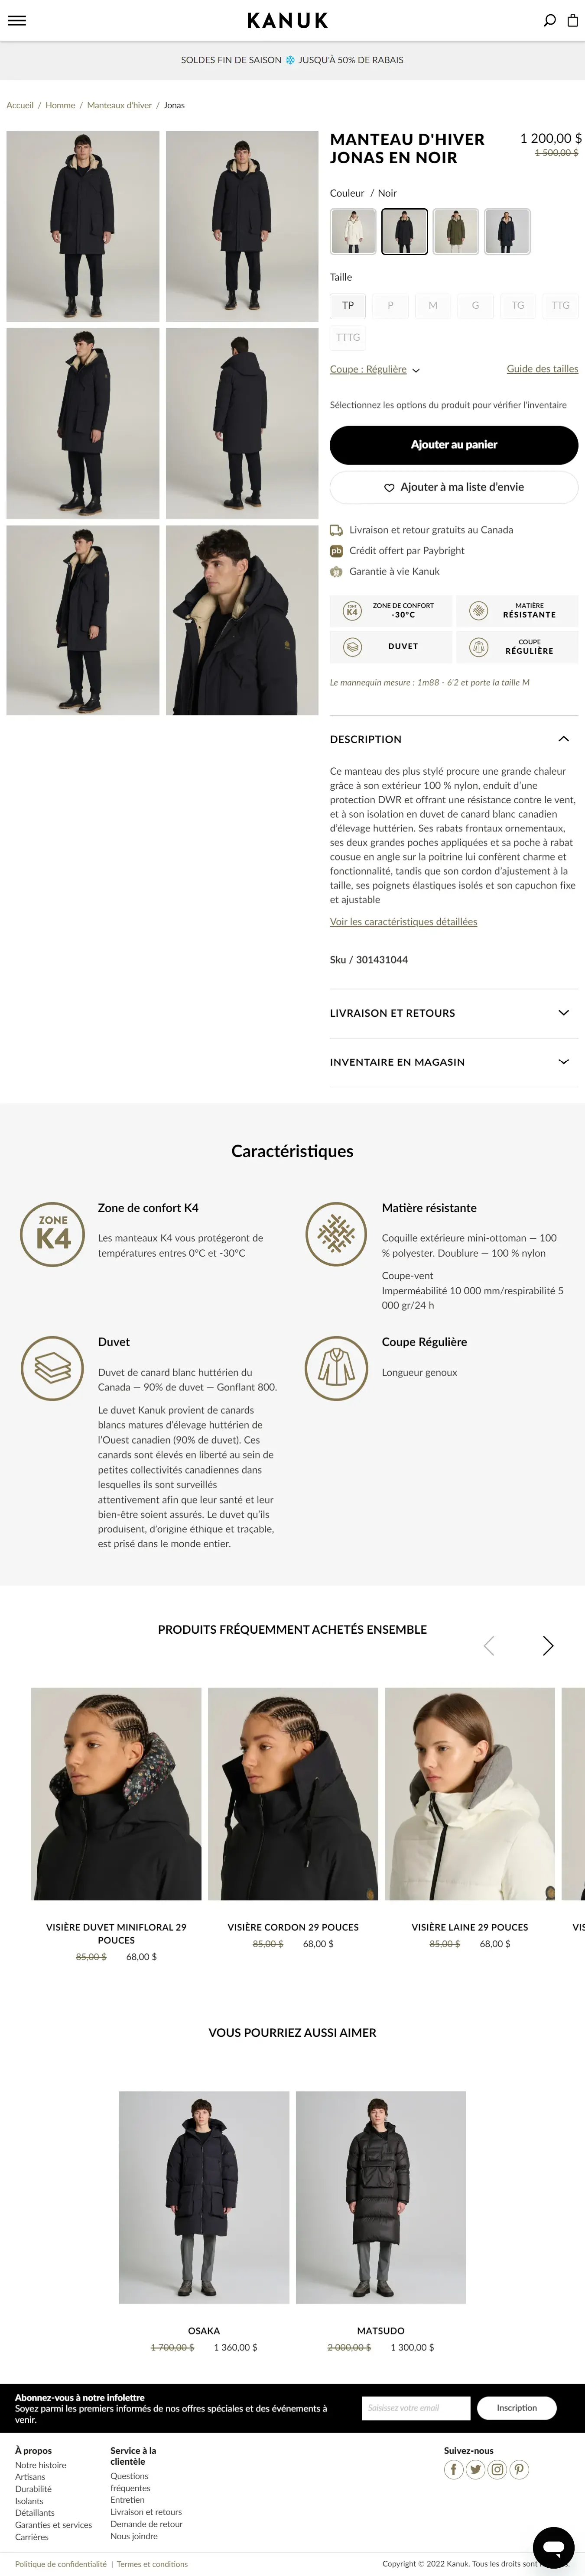 KANUK
SOLDES FIN DE SAISON ❄️ JUSQU'À 50% DE RABAIS
Accueil / Homme / Manteaux d'hiver / Jonas
MANTEAU D'HIVER
JONAS EN NOIR
1 200,00 $
1 500,00 $
Couleur / Noir
Taille
TP P M G TG TTG
TTTG
Coupe : Régulière
Guide des tailles
Sélectionnez les options du produit pour vérifier l'inventaire
Ajouter au panier
Ajouter à ma liste d'envie
Livraison et retour gratuits au Canada
pb Crédit offert par Paybright
Garantie à vie Kanuk
ZONE K4
ZONE DE CONFORT
-30°C
MATIÈRE
RÉSISTANTE
DUVET
COUPE
RÉGULIÈRE
Le mannequin mesure : 1m88 - 6'2 et porte la taille M
DESCRIPTION
Ce manteau des plus stylé procure une grande chaleur
grâce à son extérieur 100 % nylon, enduit d'une
protection DWR et offrant une résistance contre le vent,
et à son isolation en duvet de canard blanc canadien
d'élevage huttérien. Ses rabats frontaux ornementaux,
ses deux grandes poches appliquées et sa poche à rabat
cousue en angle sur la poitrine lui confèrent charme et
fonctionnalité, tandis que son cordon d'ajustement à la
taille, ses poignets élastiques isolés et son capuchon fixe
et ajustable
Voir les caractéristiques détaillées
Sku / 301431044
LIVRAISON ET RETOURS
INVENTAIRE EN MAGASIN
Caractéristiques
ZONE
K4
Zone de confort K4
Les manteaux K4 vous protégeront de
températures entres 0°C et -30°C
Matière résistante
Coquille extérieure mini-ottoman — 100
% polyester. Doublure — 100 % nylon
Coupe-vent
Imperméabilité 10 000 mm/respirabilité 5
000 gr/24 h
Duvet
Duvet de canard blanc huttérien du
Canada — 90% de duvet — Gonflant 800.
Le duvet Kanuk provient de canards
blancs matures d'élevage huttérien de
l'Ouest canadien (90% de duvet). Ces
canards sont élevés en liberté au sein de
petites collectivités canadiennes dans
lesquelles ils sont surveillés
attentivement afin que leur santé et leur
bien-être soient assurés. Le duvet qu'ils
produisent, d'origine éthique et traçable,
est prisé dans le monde entier.
Coupe Régulière
Longueur genoux
PRODUITS FRÉQUEMMENT ACHETÉS ENSEMBLE
VISIÈRE DUVET MINIFLORAL 29
POUCES
85,00 $ 68,00 $
VISIÈRE CORDON 29 POUCES
85,00 $ 68,00 $
VISIÈRE LAINE 29 POUCES
85,00 $ 68,00 $
VIS
VOUS POURRIEZ AUSSI AIMER
OSAKA
1 700,00 $ 1 360,00 $
MATSUDO
2 000,00 $ 1 300,00 $
Abonnez-vous à notre infolettre
Soyez parmi les premiers informés de nos offres spéciales et des événements à
venir.
Saisissez votre email
Inscription
À propos
Notre histoire
Artisans
Durabilité
Isolants
Détaillants
Garanties et services
Carrières
Service à la
clientèle
Questions
fréquentes
Entretien
Livraison et retours
Demande de retour
Nous joindre
Suivez-nous
Politique de confidentialité | Termes et conditions
Copyright © 2022 Kanuk. Tous les droits sont